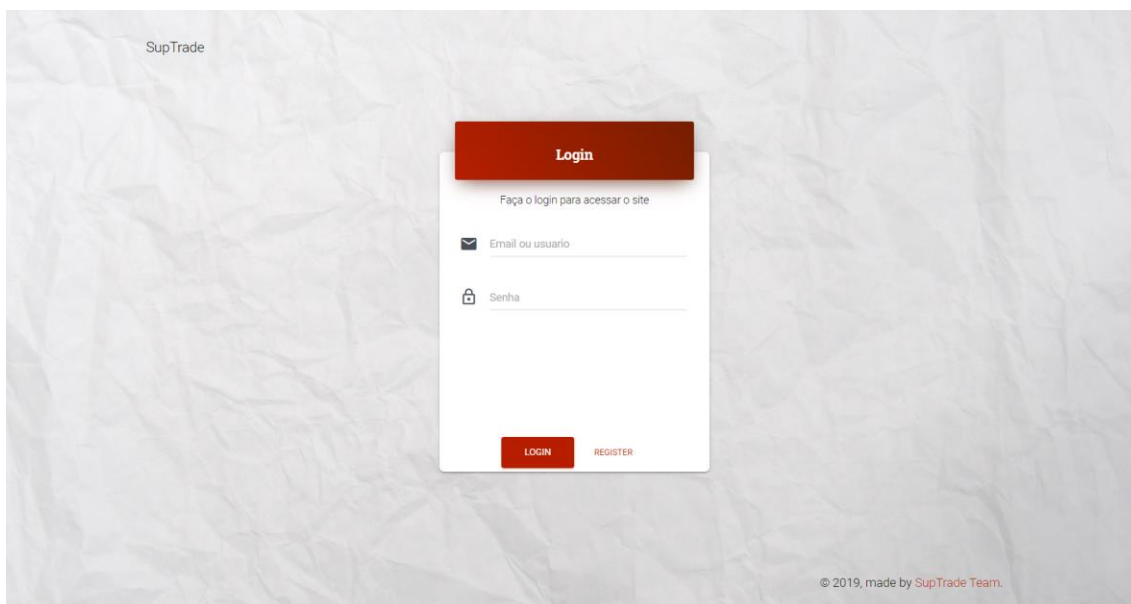 SupTrade
Login
Faça o login para acessar o site
Email ou usuario
Senha
LOGIN REGISTER
© 2019, made by SupTrade Team.